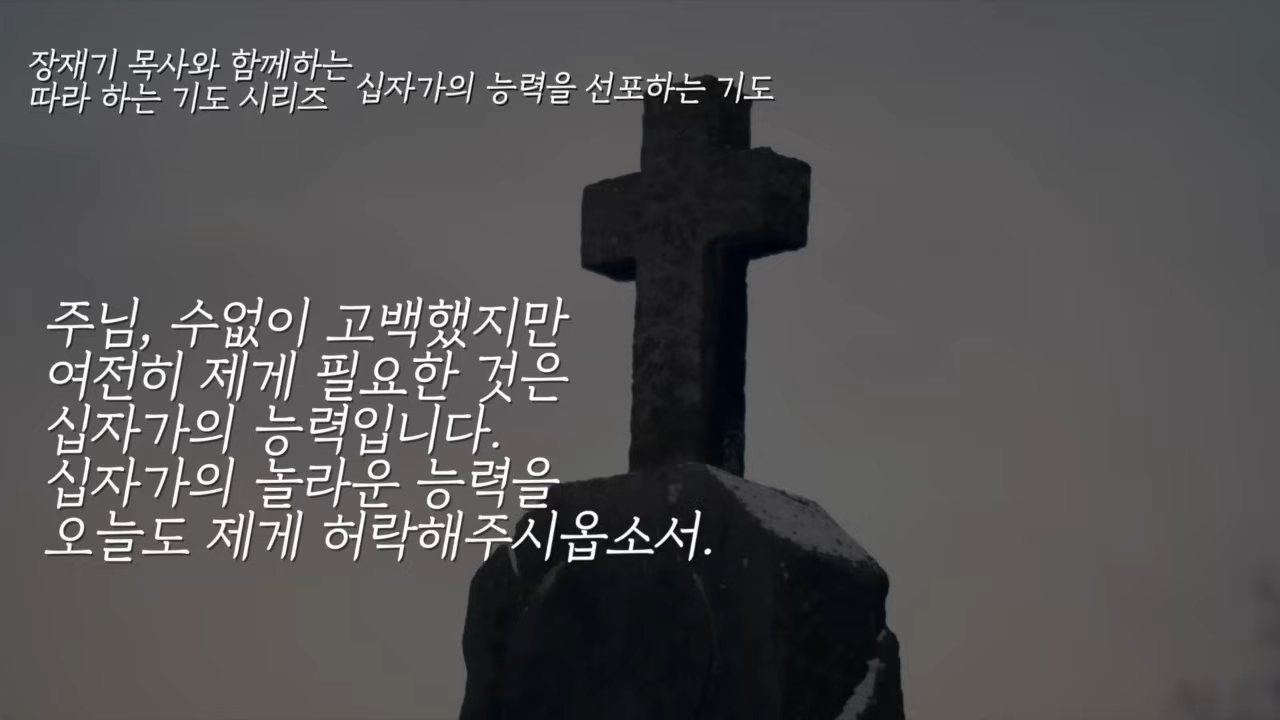 장재기 목사와 함께하는
따라 하는 기도 시리즈
십자가의 능력을 선포하는 기도
주님, 수없이 고백했지만
여전히 제게 필요한 것은
십자가의 능력입니다.
십자가의 놀라운 능력을
오늘도 제게 허락해주시옵소서.